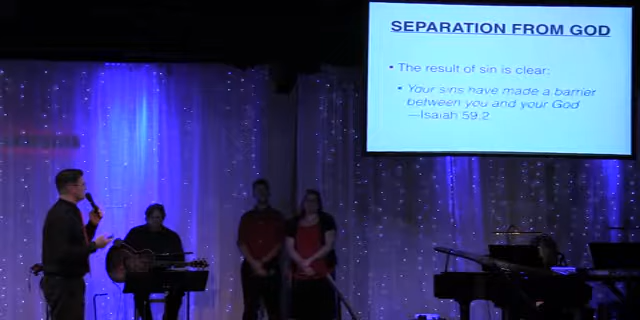 SEPARATION FROM GOD
• The result of sin is clear:
• Your sins have made a barrier
between you and your God
—Isaiah 59.2